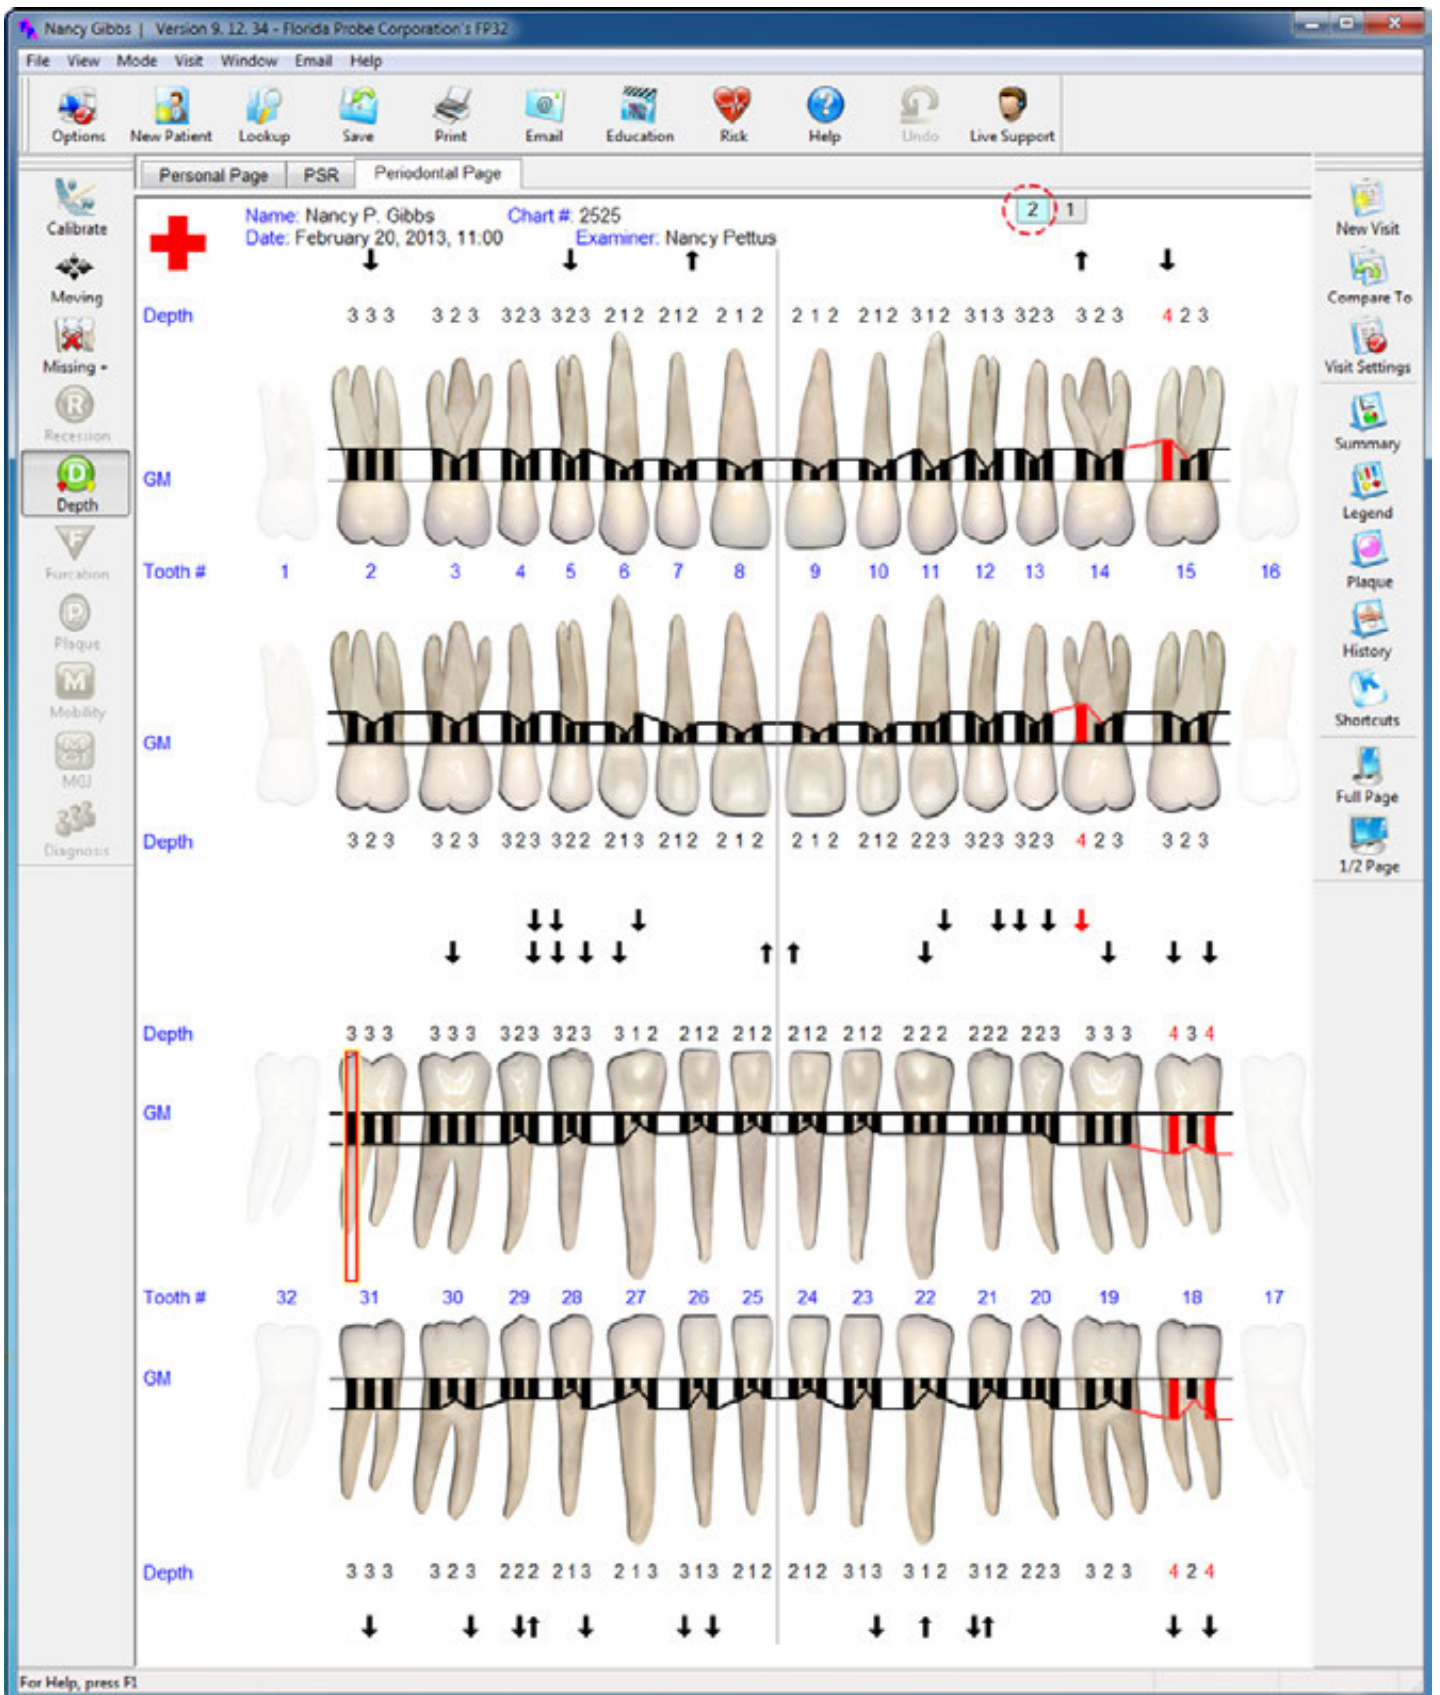 Nancy Gibbs | Version 9. 12. 34 - Florida Probe Corporation's FP32
File View Mode Visit Window Email Help
Options New Patient Lookup Save Print Email Education Risk Help Undo Live Support
Personal Page PSR Periodontal Page
Calibrate
Moving
Missing
R
Recession
D
Depth
F
Furcation
P
Plaque
M
Mobility
MGJ
Diagnosis
Name: Nancy P. Gibbs Chart #: 2525 2 1
Date: February 20, 2013, 11:00 Examiner: Nancy Pettus
Depth 3 3 3 3 2 3 3 2 3 3 2 3 2 1 2 2 1 2 2 1 2 2 1 2 2 1 2 3 1 2 3 1 3 3 2 3 3 2 3 4 2 3
GM
Tooth # 1 2 3 4 5 6 7 8 9 10 11 12 13 14 15 16
GM
Depth 3 2 3 3 2 3 3 2 3 3 2 2 2 1 3 2 1 2 2 1 2 2 1 2 2 1 2 2 2 3 3 2 3 3 2 3 4 2 3 3 2 3
Depth 3 3 3 3 3 3 3 2 3 3 2 3 3 1 2 2 1 2 2 1 2 2 1 2 2 1 2 2 2 2 2 2 2 2 2 3 3 3 3 4 3 4
GM
Tooth # 32 31 30 29 28 27 26 25 24 23 22 21 20 19 18 17
GM
Depth 3 3 3 3 2 3 2 2 2 2 1 3 2 1 3 3 1 3 2 1 2 2 1 2 3 1 3 3 1 2 3 1 2 2 2 3 3 2 3 4 2 4
New Visit
Compare To
Visit Settings
Summary
Legend
Plaque
History
Shortcuts
Full Page
1/2 Page
For Help, press F1